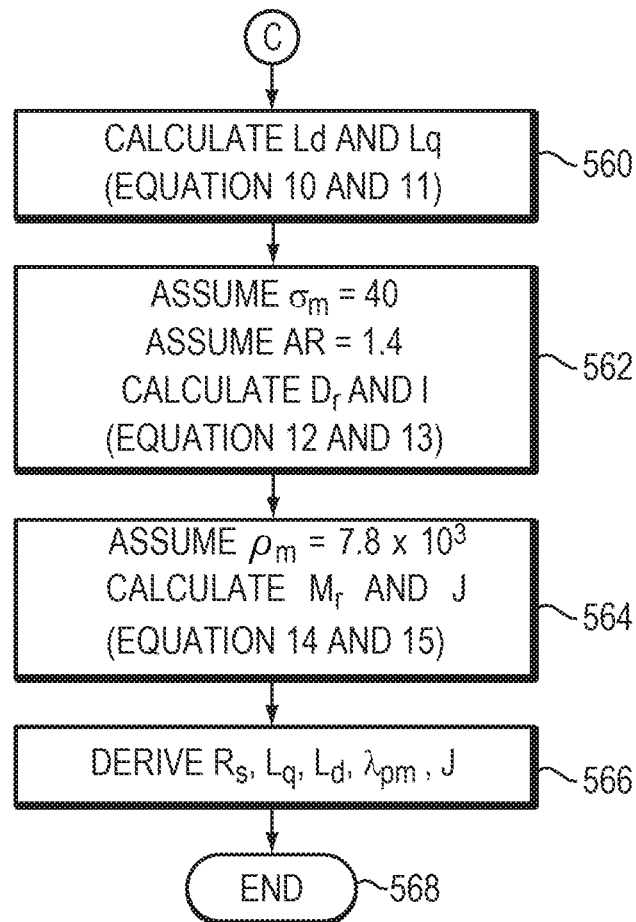 C
CALCULATE Ld AND Lq
(EQUATION 10 AND 11)
560
ASSUME σm = 40
ASSUME AR = 1.4
CALCULATE Dr AND l
(EQUATION 12 AND 13)
562
ASSUME ρm = 7.8 x 10³
CALCULATE Mr AND J
(EQUATION 14 AND 15)
564
DERIVE Rs, Lq, Ld, λpm , J
566
END
568